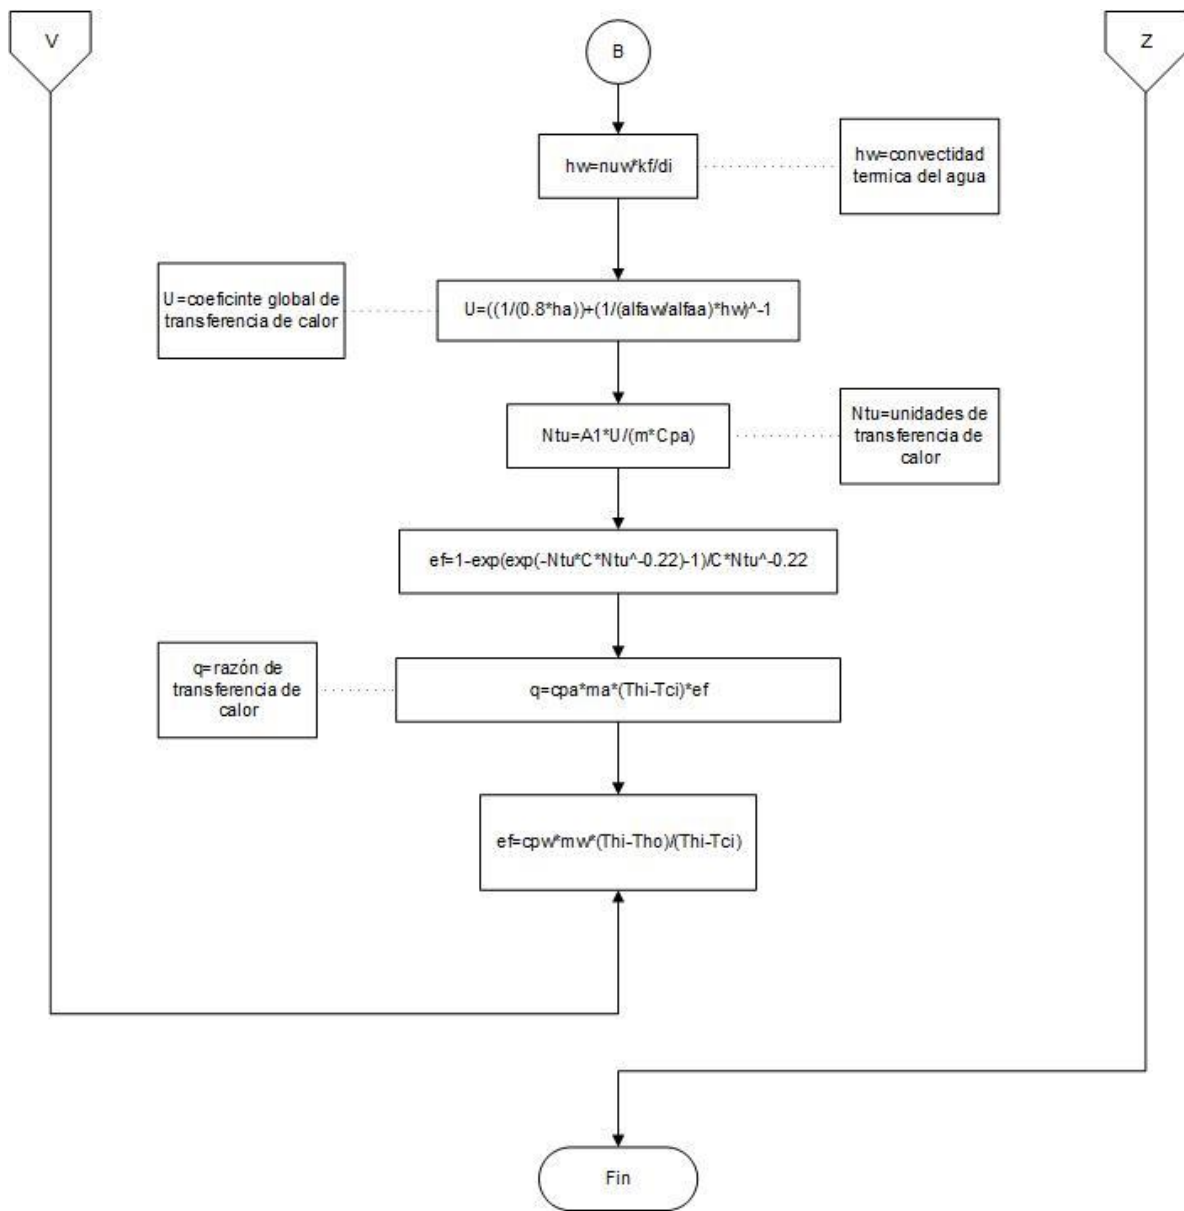 V
B
Z
hw=nuw*kf/di
hw=convectidad
termica del agua
U=coeficinte global de
transferencia de calor
U=((1/(0.8*ha))+(1/(alfaw/alfaa)*hw)^-1
Ntu=A1*U/(m*Cpa)
Ntu=unidades de
transferencia de
calor
ef=1-exp(exp(-Ntu*C*Ntu^-0.22)-1)/C*Ntu^-0.22
q=razón de
transferencia de
calor
q=cpa*ma*(Thi-Tci)*ef
ef=cpw*mw*(Thi-Tho)/(Thi-Tci)
Fin